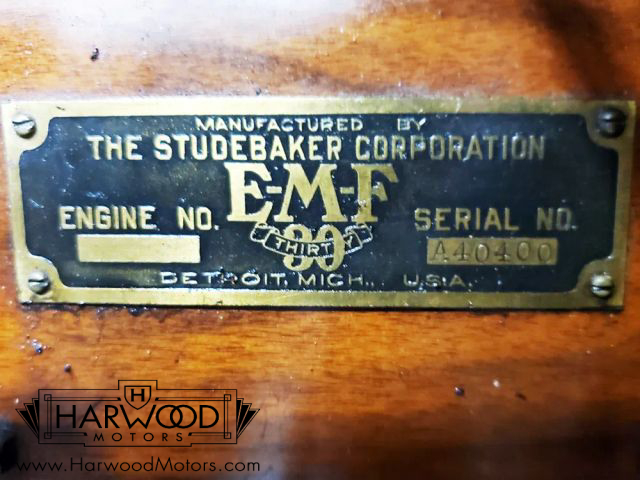 MANUFACTURED BY
THE STUDEBAKER CORPORATION
E-M-F
ENGINE NO. SERIAL NO.
30
THIRTY
A40400
DETROIT, MICH., U.S.A.
H
HARWOOD
MOTORS
www.HarwoodMotors.com